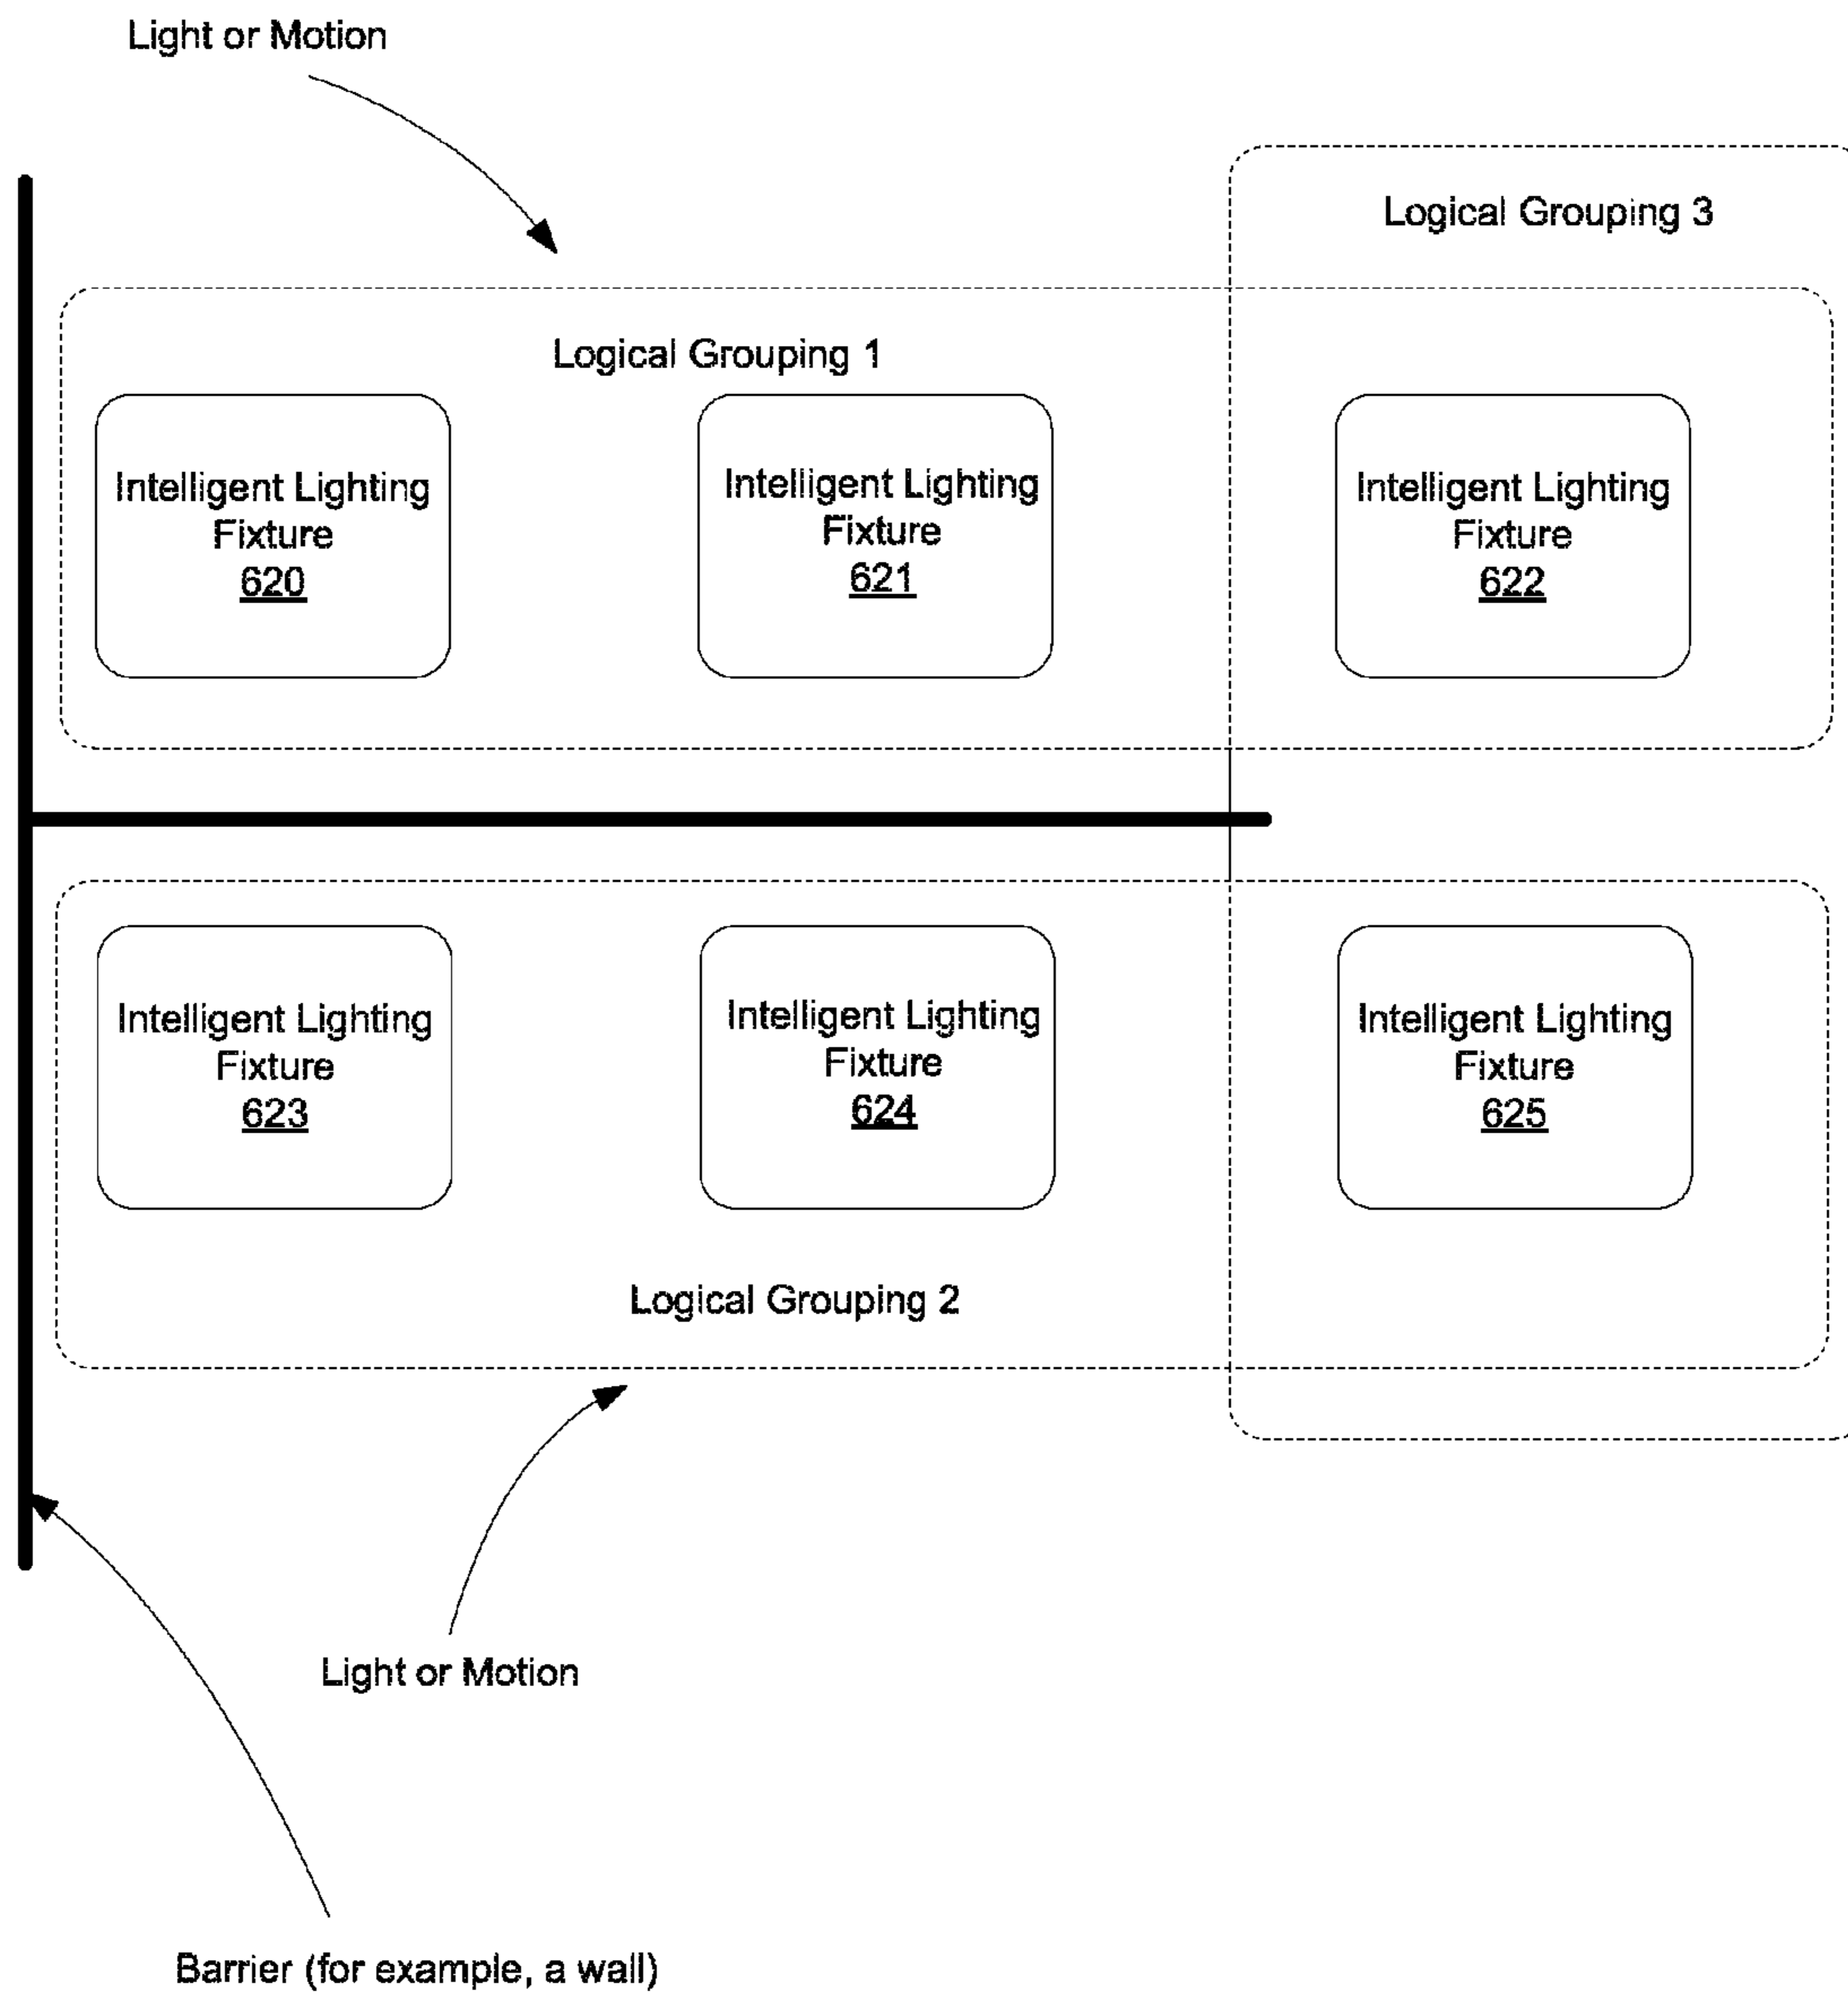 Light or Motion
Logical Grouping 3
Logical Grouping 1
Intelligent Lighting
Fixture
620
Intelligent Lighting
Fixture
621
Intelligent Lighting
Fixture
622
Intelligent Lighting
Fixture
623
Intelligent Lighting
Fixture
624
Intelligent Lighting
Fixture
625
Logical Grouping 2
Light or Motion
Barrier (for example, a wall)